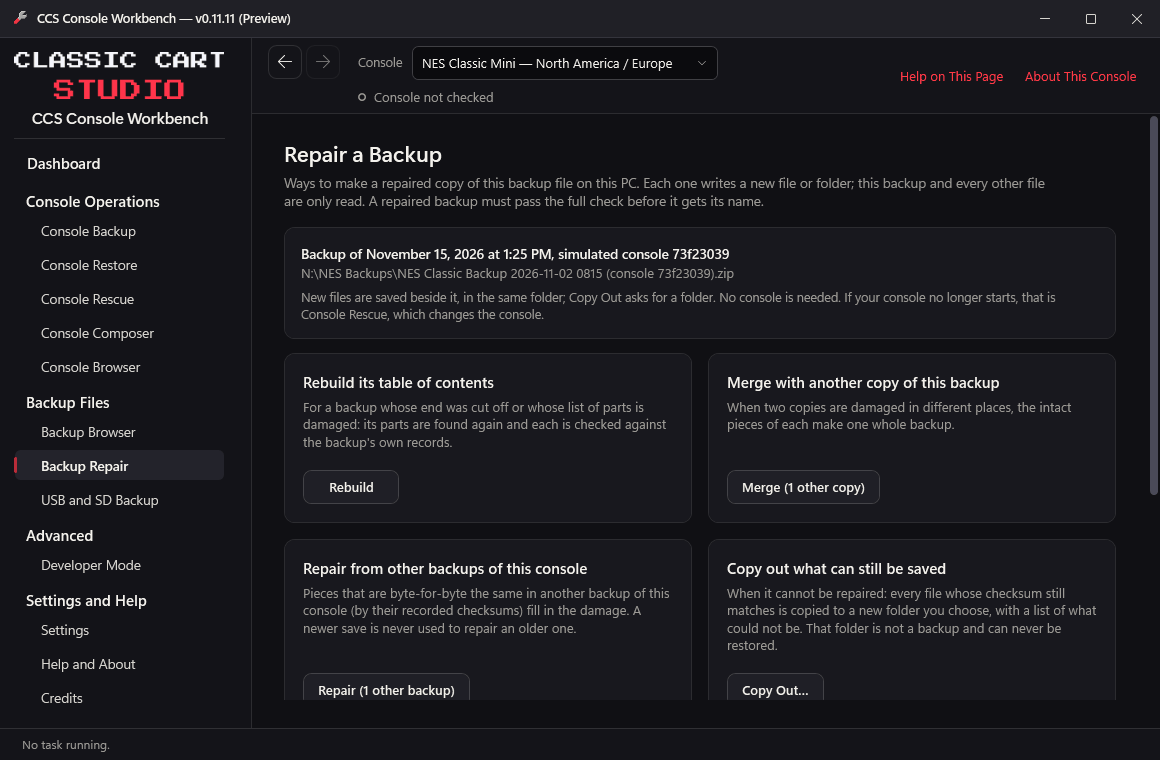 CCS Console Workbench — v0.11.11 (Preview)
CLASSIC CART
STUDIO
CCS Console Workbench
Dashboard
Console Operations
Console Backup
Console Restore
Console Rescue
Console Composer
Console Browser
Backup Files
Backup Browser
Backup Repair
USB and SD Backup
Advanced
Developer Mode
Settings and Help
Settings
Help and About
Credits
Console
NES Classic Mini — North America / Europe
Console not checked
Help on This Page
About This Console
Repair a Backup
Ways to make a repaired copy of this backup file on this PC. Each one writes a new file or folder; this backup and every other file
are only read. A repaired backup must pass the full check before it gets its name.
Backup of November 15, 2026 at 1:25 PM, simulated console 73f23039
N:\NES Backups\NES Classic Backup 2026-11-02 0815 (console 73f23039).zip
New files are saved beside it, in the same folder; Copy Out asks for a folder. No console is needed. If your console no longer starts, that is
Console Rescue, which changes the console.
Rebuild its table of contents
For a backup whose end was cut off or whose list of parts is
damaged: its parts are found again and each is checked against
the backup's own records.
Rebuild
Merge with another copy of this backup
When two copies are damaged in different places, the intact
pieces of each make one whole backup.
Merge (1 other copy)
Repair from other backups of this console
Pieces that are byte-for-byte the same in another backup of this
console (by their recorded checksums) fill in the damage. A
newer save is never used to repair an older one.
Repair (1 other backup)
Copy out what can still be saved
When it cannot be repaired: every file whose checksum still
matches is copied to a new folder you choose, with a list of what
could not be. That folder is not a backup and can never be
restored.
Copy Out...
No task running.